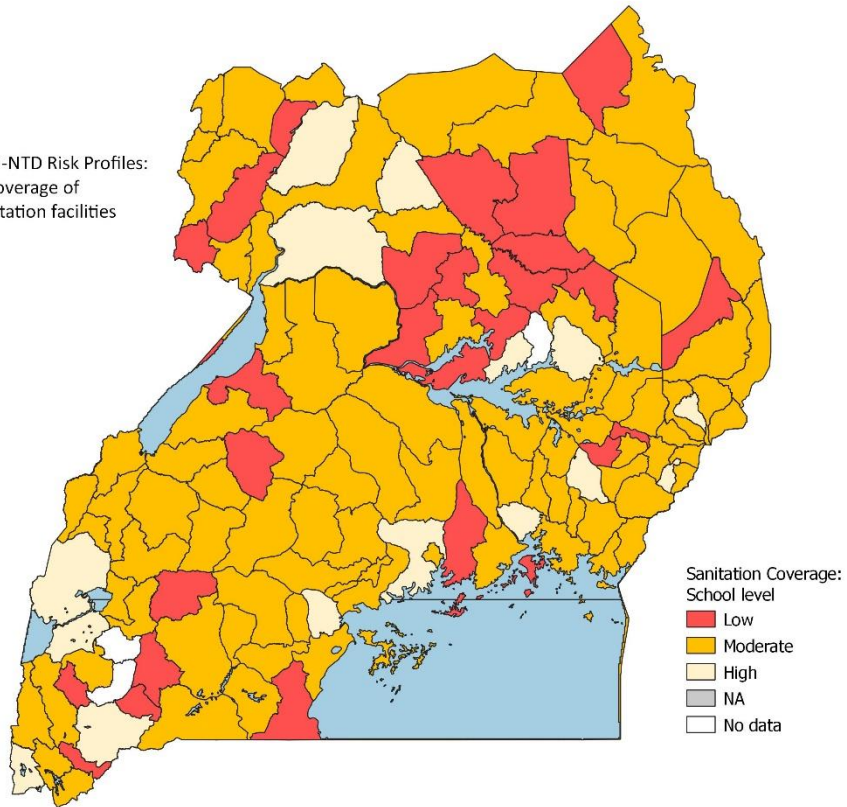 -NTD Risk Profiles:
overage of
tation facilities
Sanitation Coverage:
School level
Low
Moderate
High
NA
No data